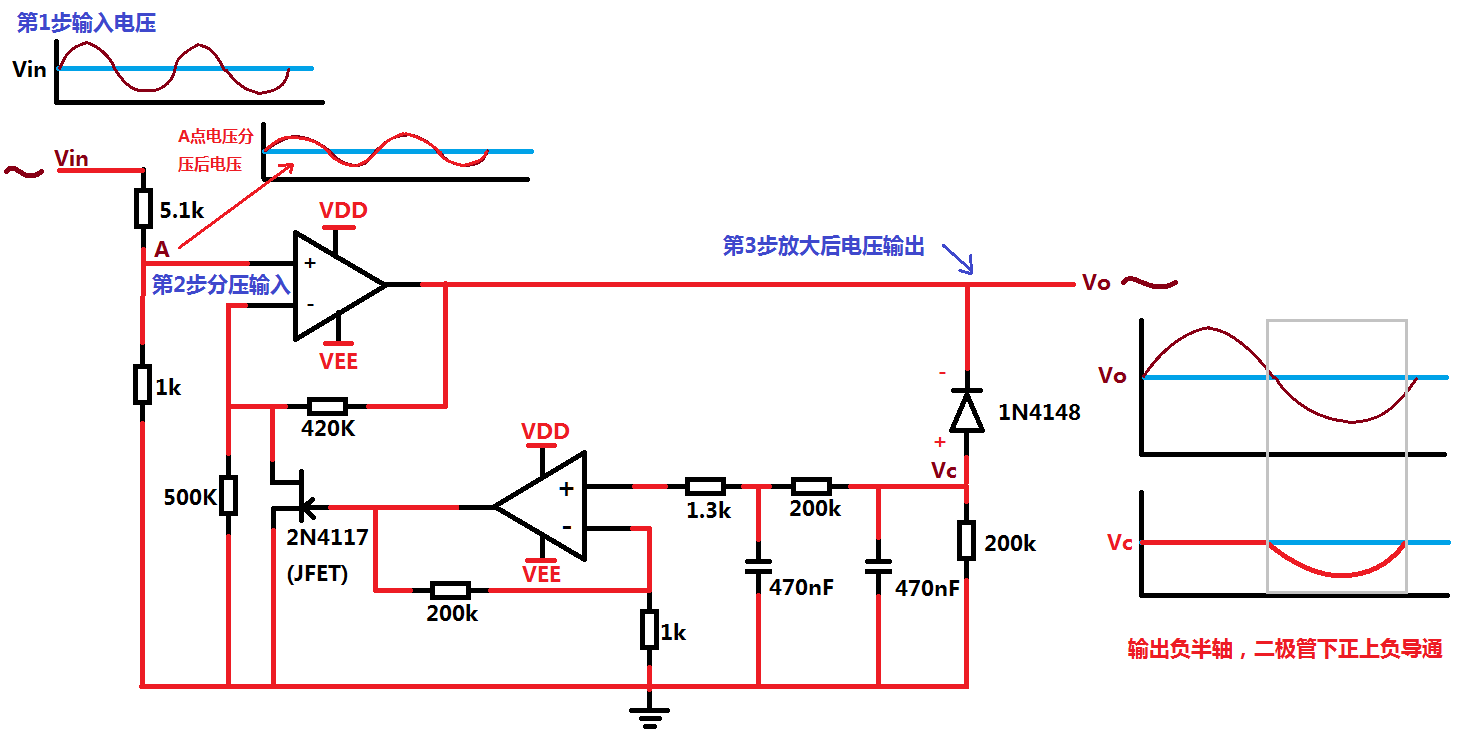 第1步输入电压
Vin
A点电压分
压后电压
Vin
5.1k
VDD
A
+
第2步分压输入
-
VEE
第3步放大后电压输出
Vo
Vo
1k
420K
-
1N4148
+
VDD
Vc
500K
+
1.3k
200k
-
2N4117
(JFET)
200k
Vc
VEE
470nF
470nF
200k
1k
输出负半轴，二极管下正上负导通